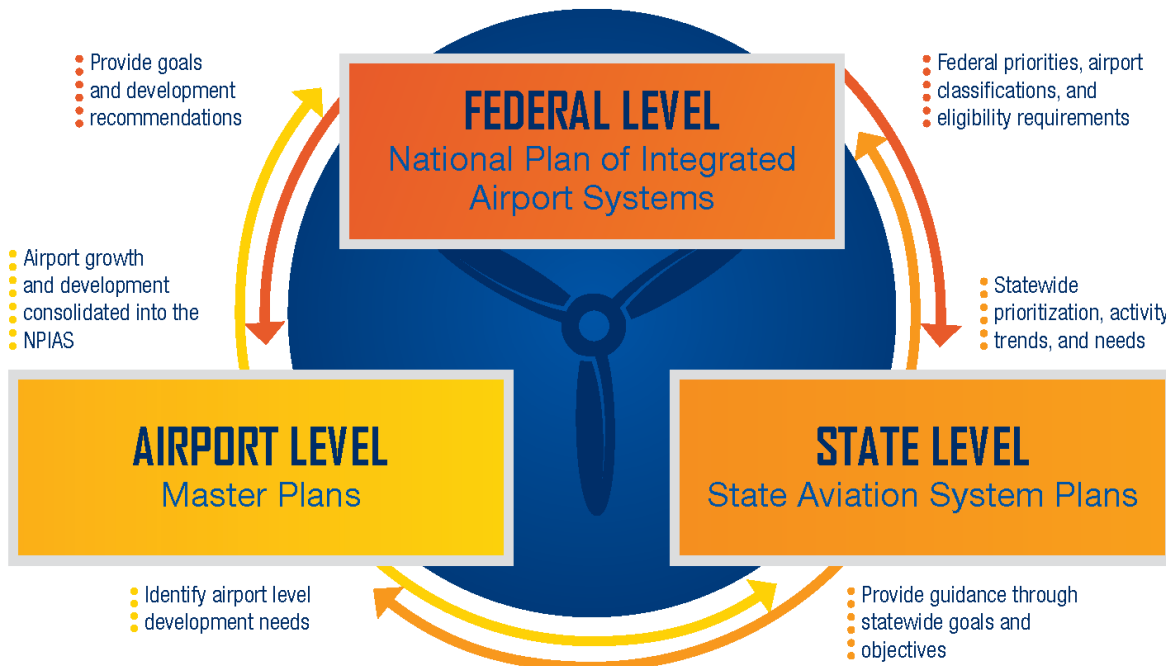 Provide goals
and development
recommendations
Federal priorities, airport
classifications, and
eligibility requirements
FEDERAL LEVEL
National Plan of Integrated
Airport Systems
Airport growth
and development
consolidated into the
NPIAS
Statewide
prioritization, activity
trends, and needs
AIRPORT LEVEL
Master Plans
STATE LEVEL
State Aviation System Plans
Identify airport level
development needs
Provide guidance through
statewide goals and
objectives